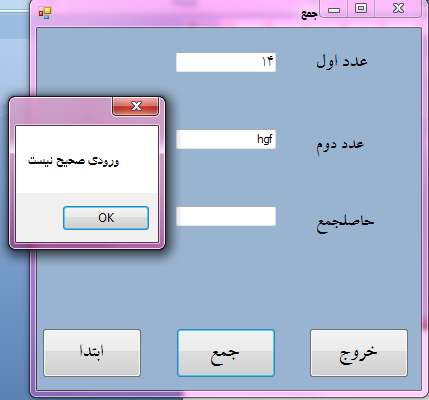 جمع
عدد اول
۱۴
عدد دوم
hgf
حاصلجمع
ورودی صحیح نیست
OK
خروج
جمع
ابتدا